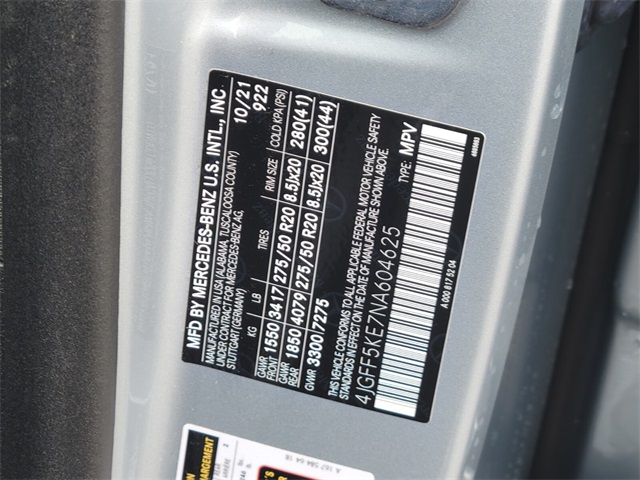 MFD BY MERCEDES-BENZ U.S. INTL., INC.
MANUFACTURED IN USA (ALABAMA, TUSCALOOSA COUNTY)
UNDER CONTRACT FOR MERCEDES-BENZ AG,
STUTTGART (GERMANY)
10/21
922
KG LB TIRES RIM SIZE COLD KPA (PSI)
GAWR FRONT 1550 3417 275/50 R20 8.5Jx20 280(41)
GAWR REAR 1850 4079 275/50 R20 8.5Jx20 300(44)
GVWR 3300 7275
THIS VEHICLE CONFORMS TO ALL APPLICABLE FEDERAL MOTOR VEHICLE SAFETY
STANDARDS IN EFFECT ON THE DATE OF MANUFACTURE SHOWN ABOVE.
4JGFF5KE7NA604625 TYPE: MPV
A 000 817 52 04
CHARGEMENT